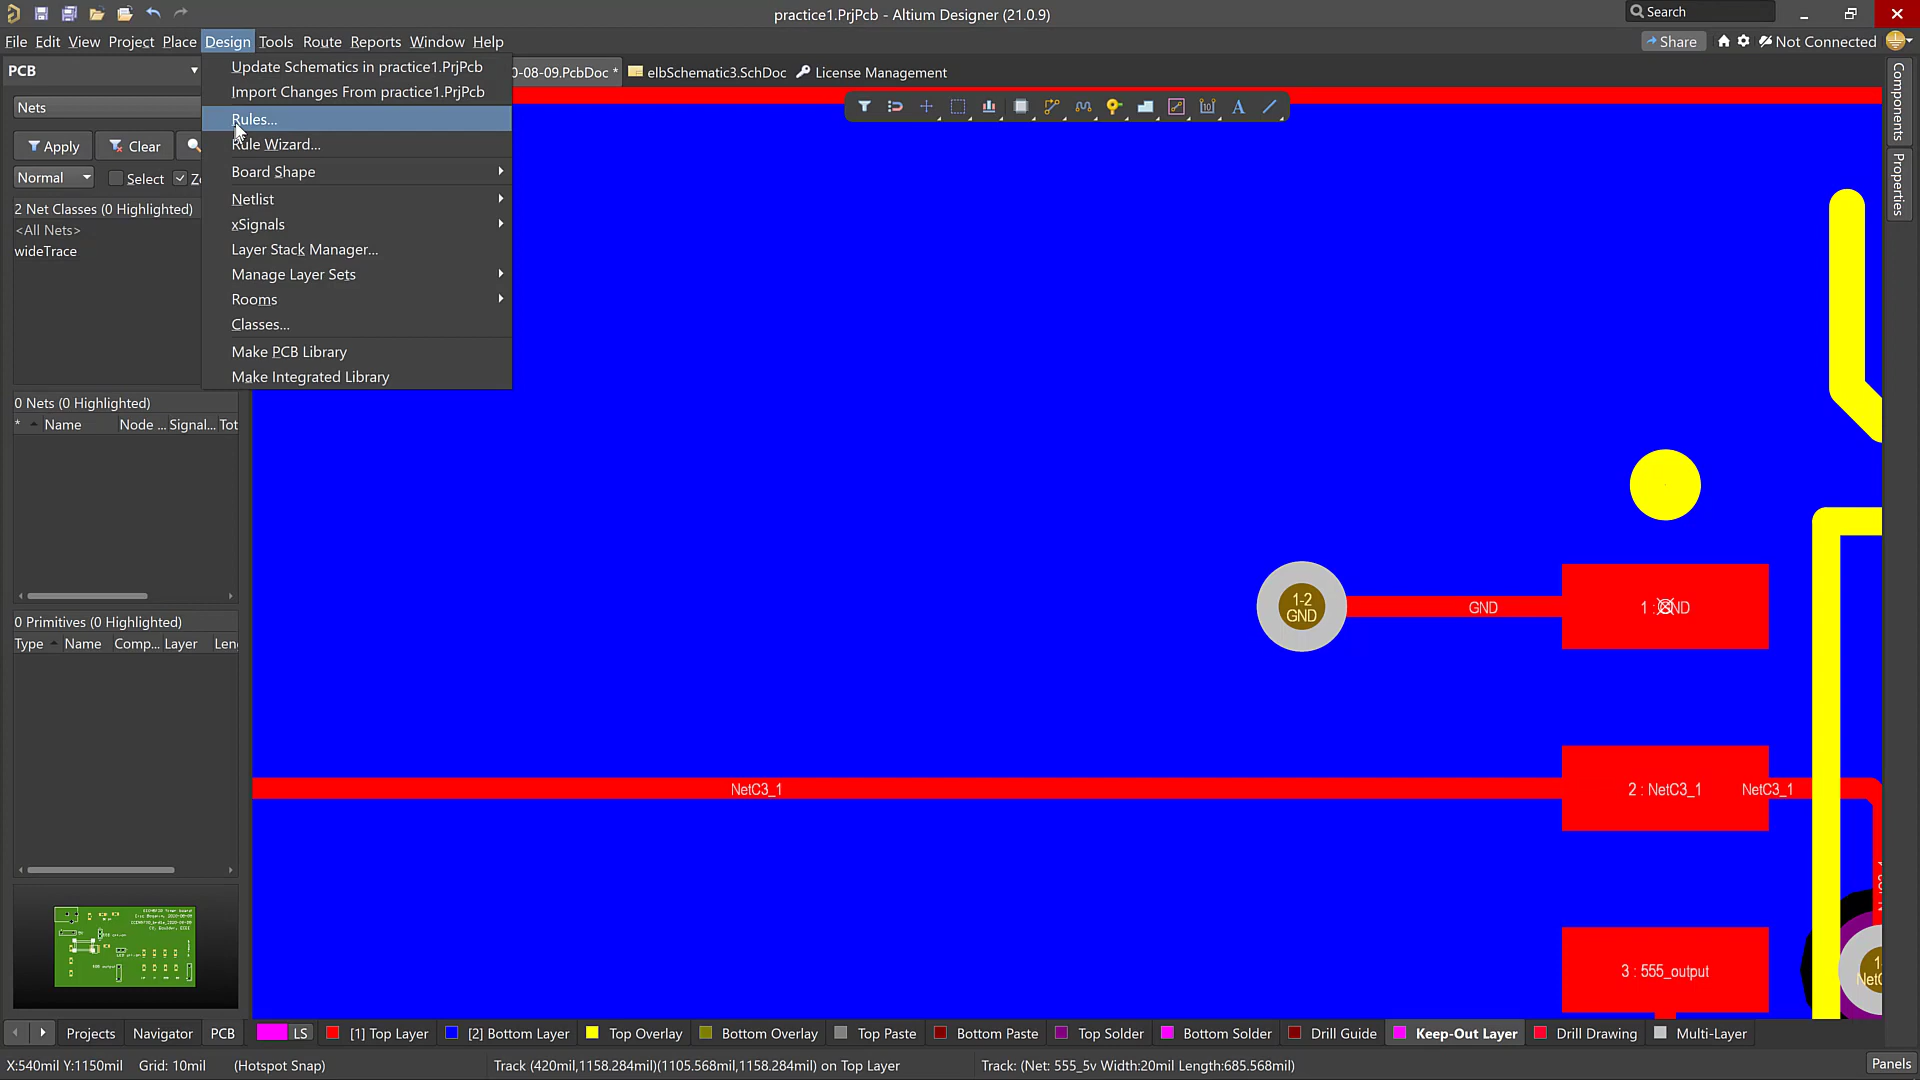 practice1.PrjPcb - Altium Designer (21.0.9)
Search
File Edit View Project Place Design Tools Route Reports Window Help
Share
Not Connected
PCB
Update Schematics in practice1.PrjPcb
Import Changes From practice1.PrjPcb
Rules...
Rule Wizard...
Board Shape
Netlist
xSignals
Layer Stack Manager...
Manage Layer Sets
Rooms
Classes...
Make PCB Library
Make Integrated Library
0-08-09.PcbDoc *
elbSchematic3.SchDoc
License Management
Nets
Apply
Clear
Normal
Select
2 Net Classes (0 Highlighted)
<All Nets>
wideTrace
0 Nets (0 Highlighted)
* Name Node ... Signal... Tot
0 Primitives (0 Highlighted)
Type Name Comp... Layer Len
Components
Properties
1-2
GND
GND
NetC3_1
2 : NetC3_1
NetC3_1
3 : 555_output
Projects Navigator PCB
LS
[1] Top Layer
[2] Bottom Layer
Top Overlay
Bottom Overlay
Top Paste
Bottom Paste
Top Solder
Bottom Solder
Drill Guide
Keep-Out Layer
Drill Drawing
Multi-Layer
X:540mil Y:1150mil Grid: 10mil (Hotspot Snap)
Track (420mil,1158.284mil)(1105.568mil,1158.284mil) on Top Layer
Track: (Net: 555_5v Width:20mil Length:685.568mil)
Panels